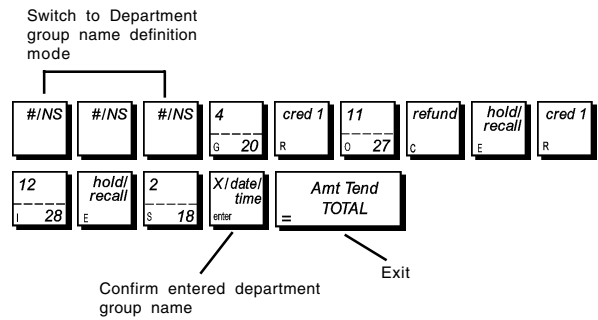 Switch to Department
group name definition
mode
#/NS #/NS #/NS 4 cred 1 11 refund hold/ cred 1
recall
G 20 R O 27 C E R
12 hold/ 2 X/date/ Amt Tend
recall time TOTAL
I 28 E S 18 enter =
Exit
Confirm entered department
group name